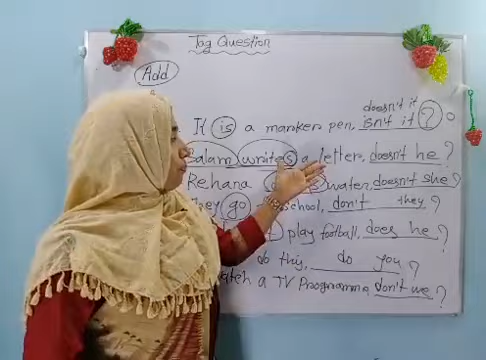 Tag Question
Add
It is a marker pen, isn't it ?
doesn't it
Salam writes a letter, doesn't he ?
Rehana water, doesn't she ?
They go school, don't they ?
play football, does he ?
do this, do you ?
a TV Programme, don't we ?